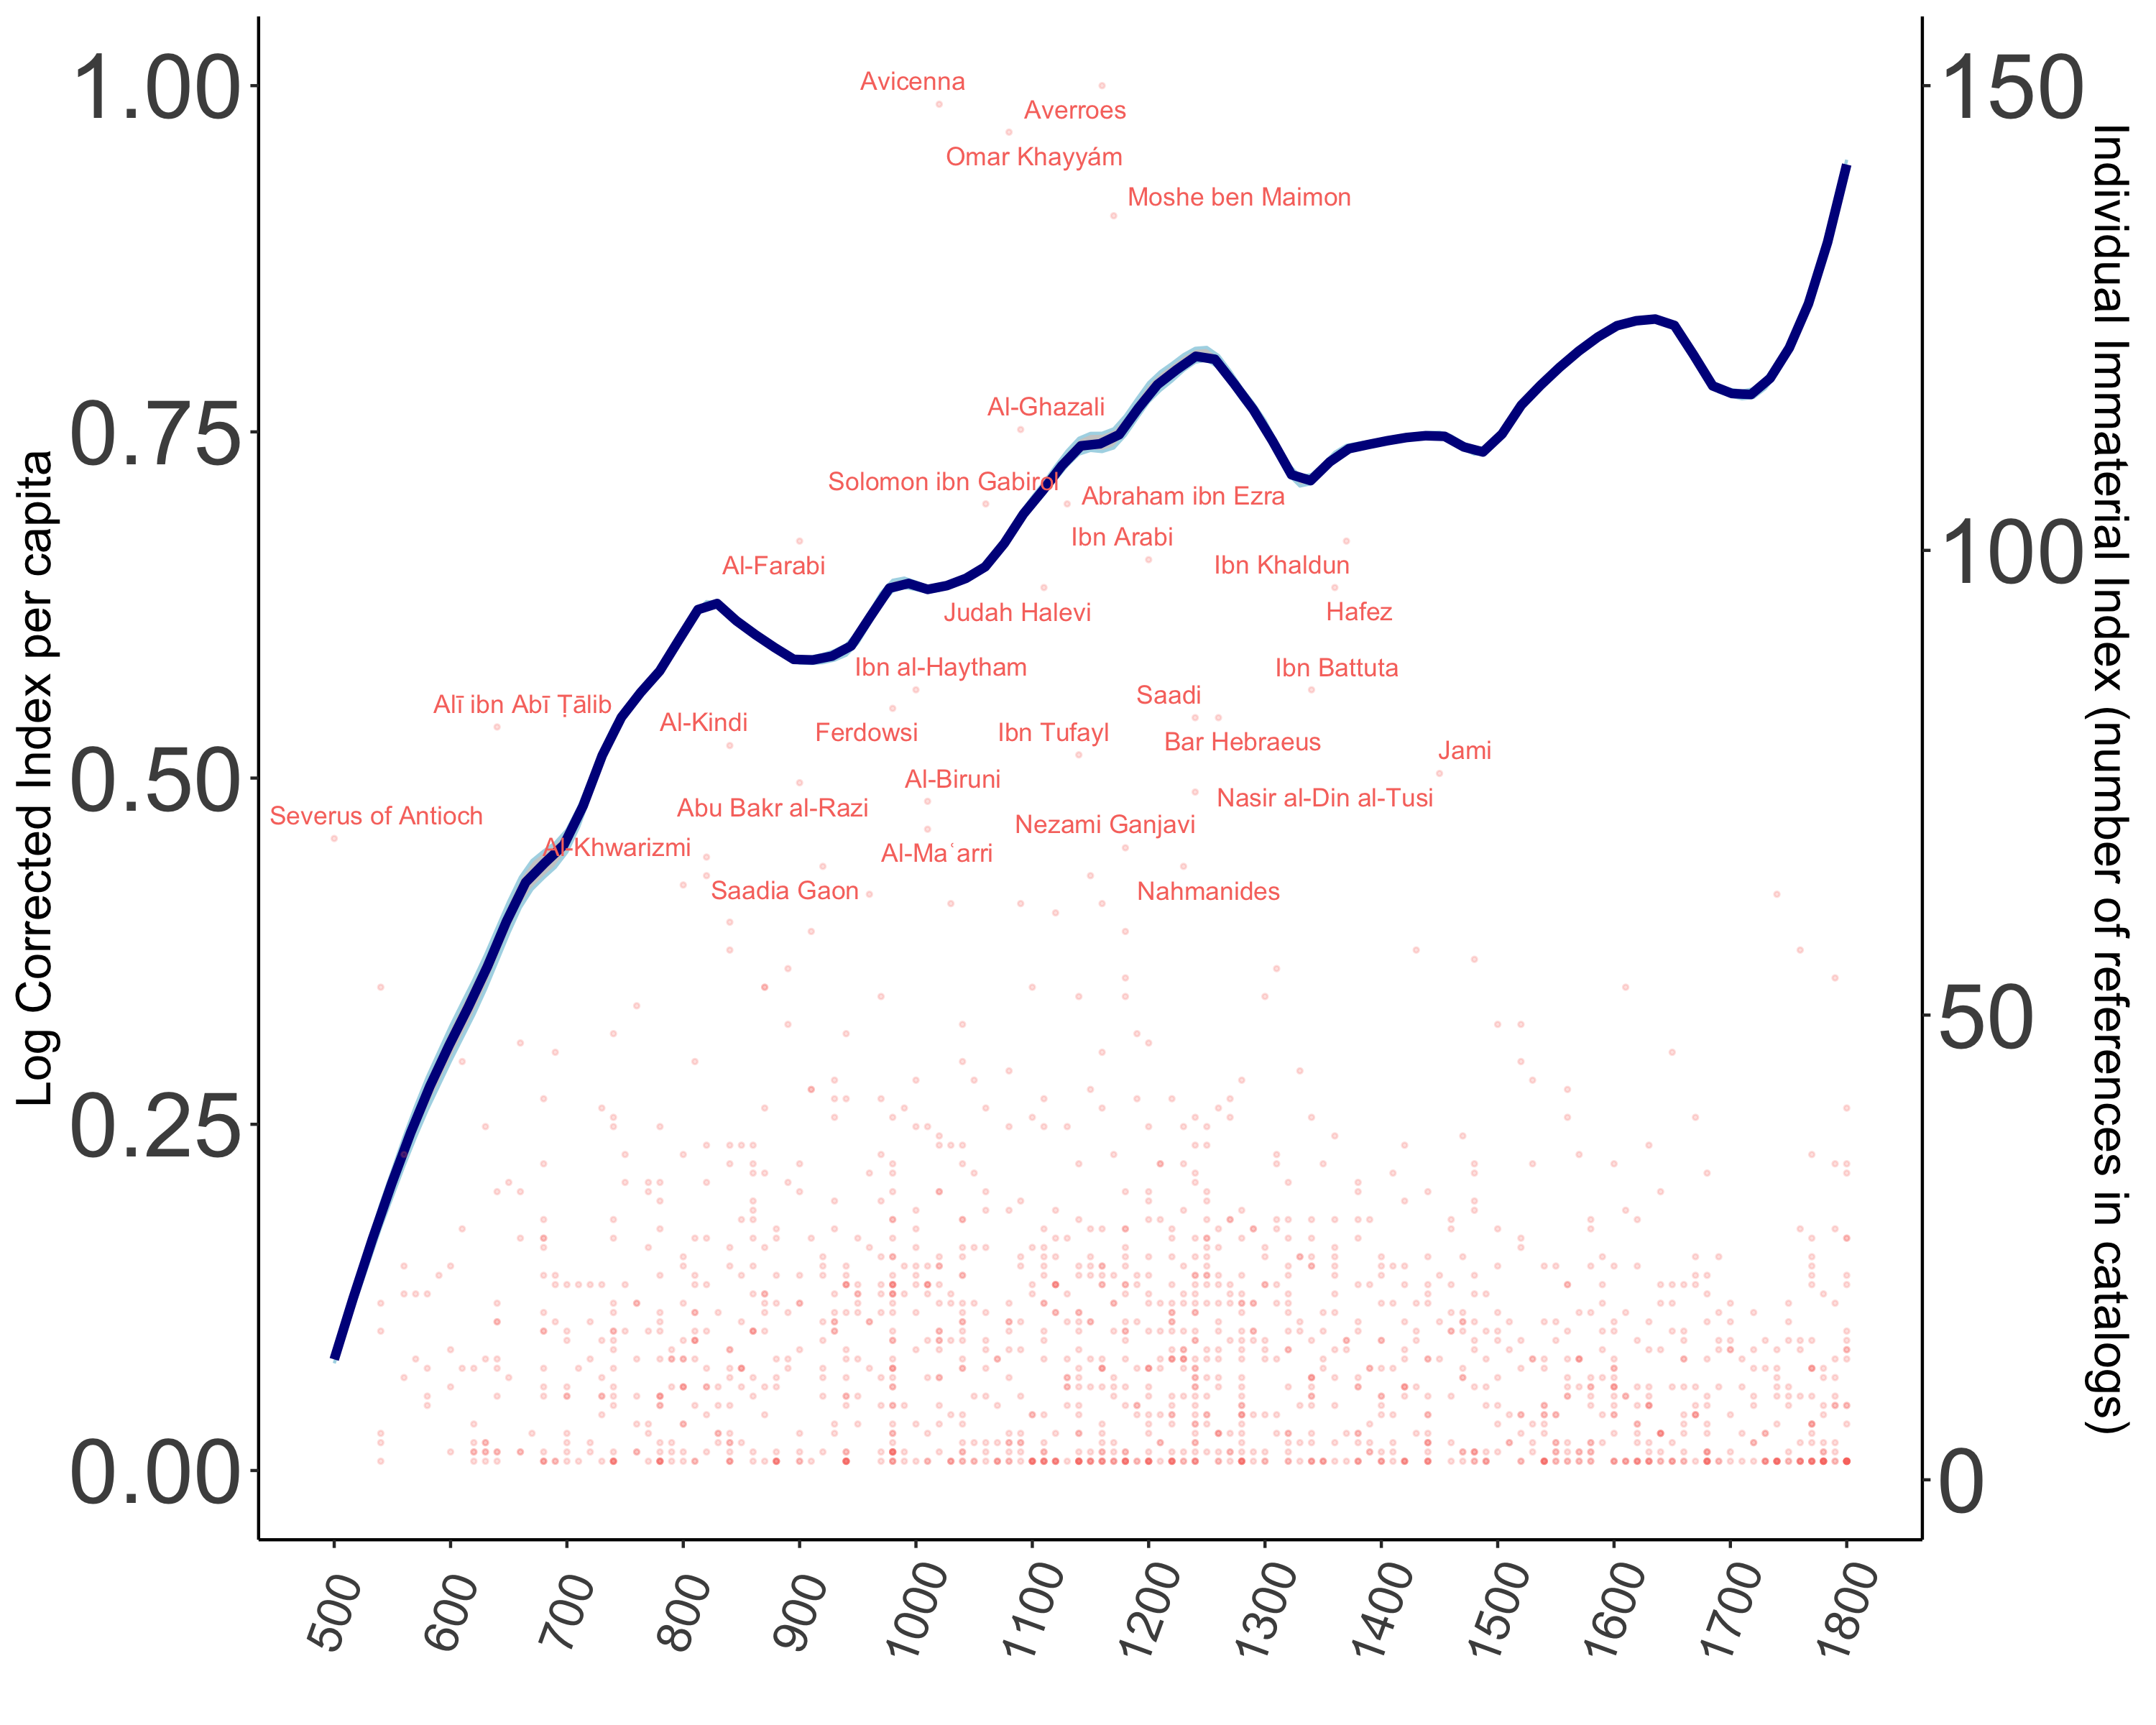 1.00
0.75
0.50
0.25
0.00
Log Corrected Index per capita
Avicenna
Averroes
Omar Khayyám
Moshe ben Maimon
Al-Ghazali
Solomon ibn Gabirol
Abraham ibn Ezra
Ibn Arabi
Al-Farabi
Ibn Khaldun
Judah Halevi
Hafez
Ibn al-Haytham
Ibn Battuta
Saadi
Alī ibn Abī Ṭālib
Al-Kindi
Ferdowsi
Ibn Tufayl
Bar Hebraeus
Jami
Al-Biruni
Nasir al-Din al-Tusi
Abu Bakr al-Razi
Severus of Antioch
Nezami Ganjavi
Al-Khwarizmi
Al-Maʿarri
Saadia Gaon
Nahmanides
150
100
50
0
Individual Immaterial Index (number of references in catalogs)
500
600
700
800
900
1000
1100
1200
1300
1400
1500
1600
1700
1800